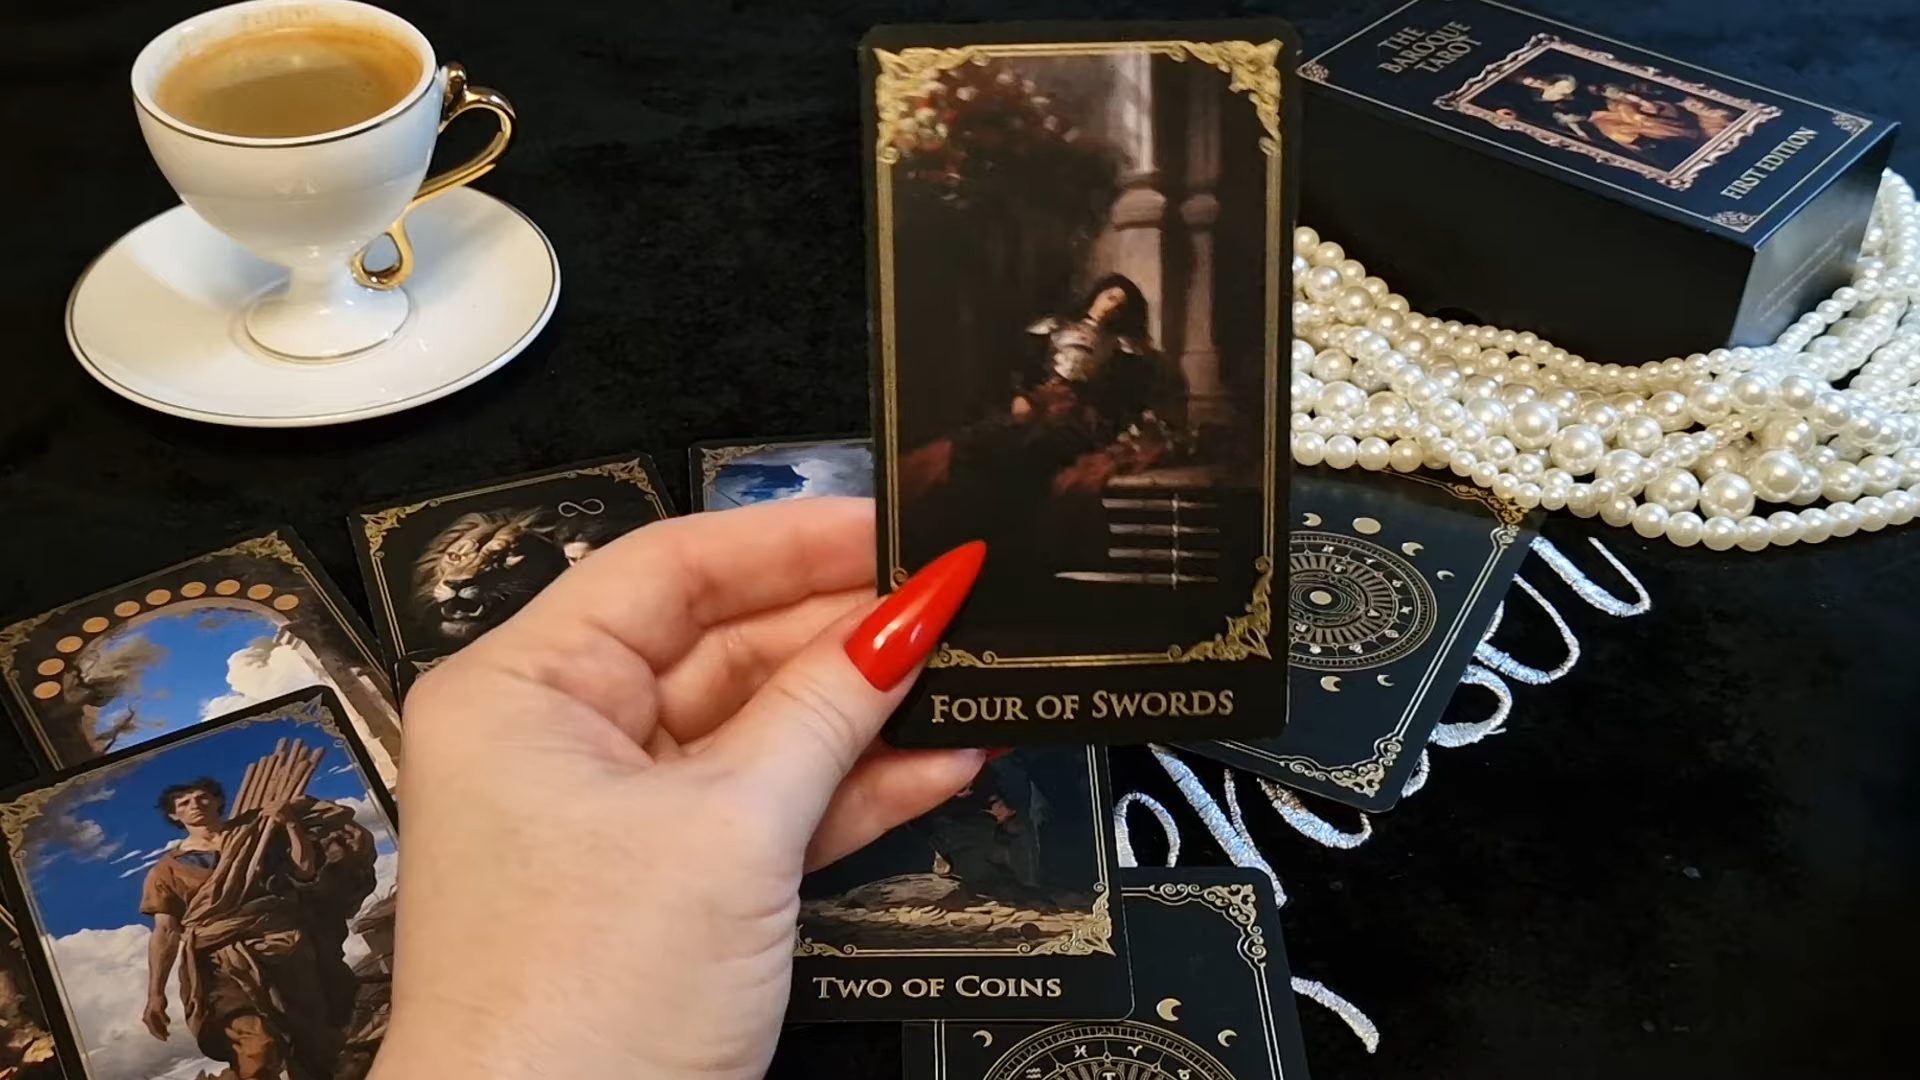 THE
BAROQUE
TAROT
FIRST EDITION
FOUR OF SWORDS
TWO OF COINS